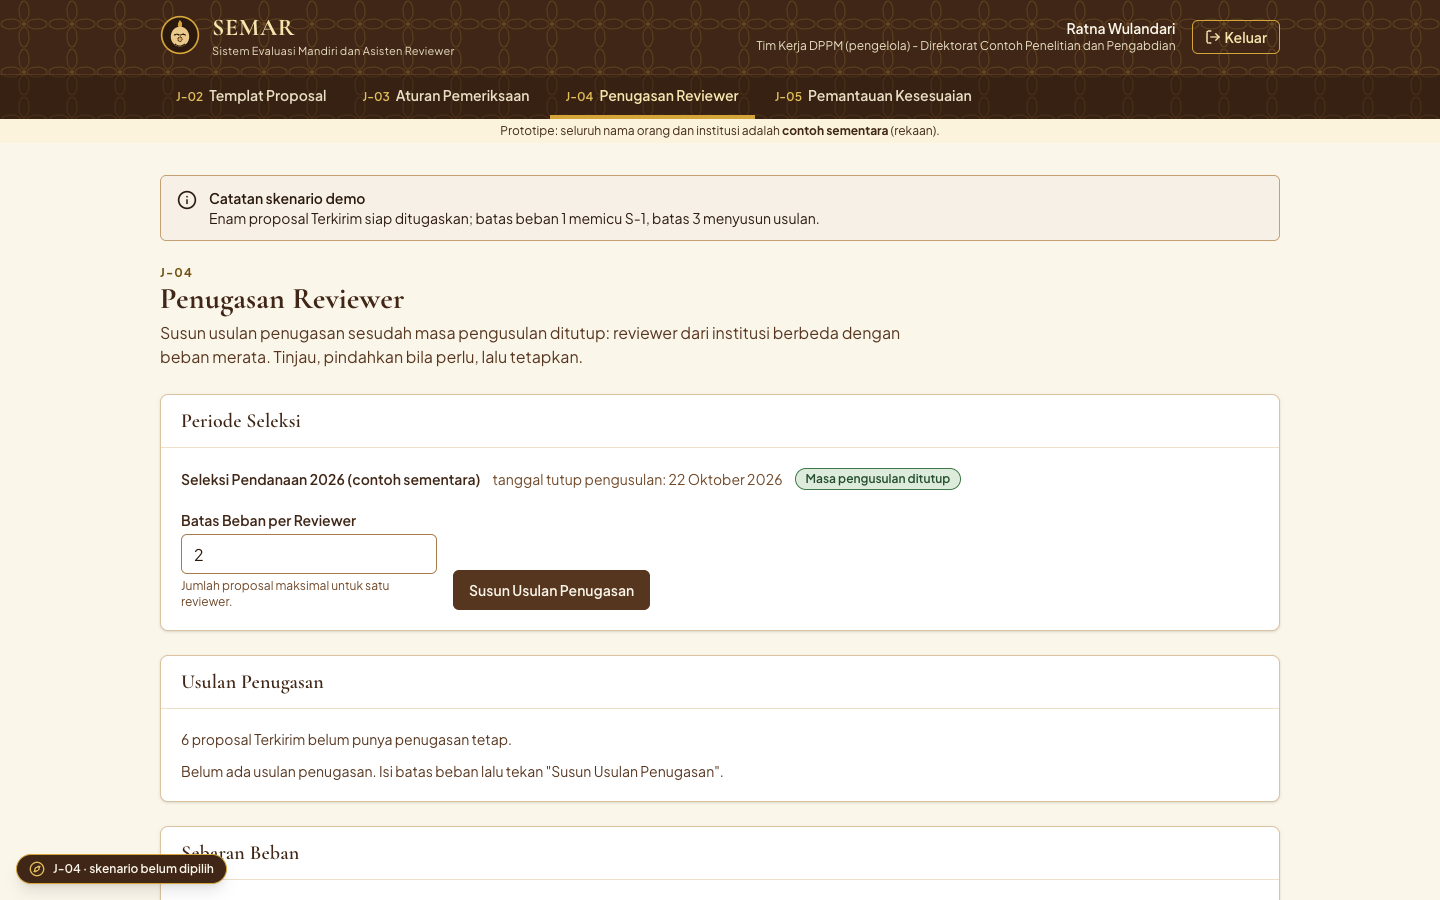 SEMAR
Sistem Evaluasi Mandiri dan Asisten Reviewer
Ratna Wulandari
Tim Kerja DPPM (pengelola) - Direktorat Contoh Penelitian dan Pengabdian
Keluar
J-02 Templat Proposal
J-03 Aturan Pemeriksaan
J-04 Penugasan Reviewer
J-05 Pemantauan Kesesuaian
Prototipe: seluruh nama orang dan institusi adalah contoh sementara (rekaan).
Catatan skenario demo
Enam proposal Terkirim siap ditugaskan; batas beban 1 memicu S-1, batas 3 menyusun usulan.
J-04
Penugasan Reviewer
Susun usulan penugasan sesudah masa pengusulan ditutup: reviewer dari institusi berbeda dengan
beban merata. Tinjau, pindahkan bila perlu, lalu tetapkan.
Periode Seleksi
Seleksi Pendanaan 2026 (contoh sementara) tanggal tutup pengusulan: 22 Oktober 2026 Masa pengusulan ditutup
Batas Beban per Reviewer
2
Jumlah proposal maksimal untuk satu
reviewer.
Susun Usulan Penugasan
Usulan Penugasan
6 proposal Terkirim belum punya penugasan tetap.
Belum ada usulan penugasan. Isi batas beban lalu tekan "Susun Usulan Penugasan".
Sebaran Beban
J-04 · skenario belum dipilih